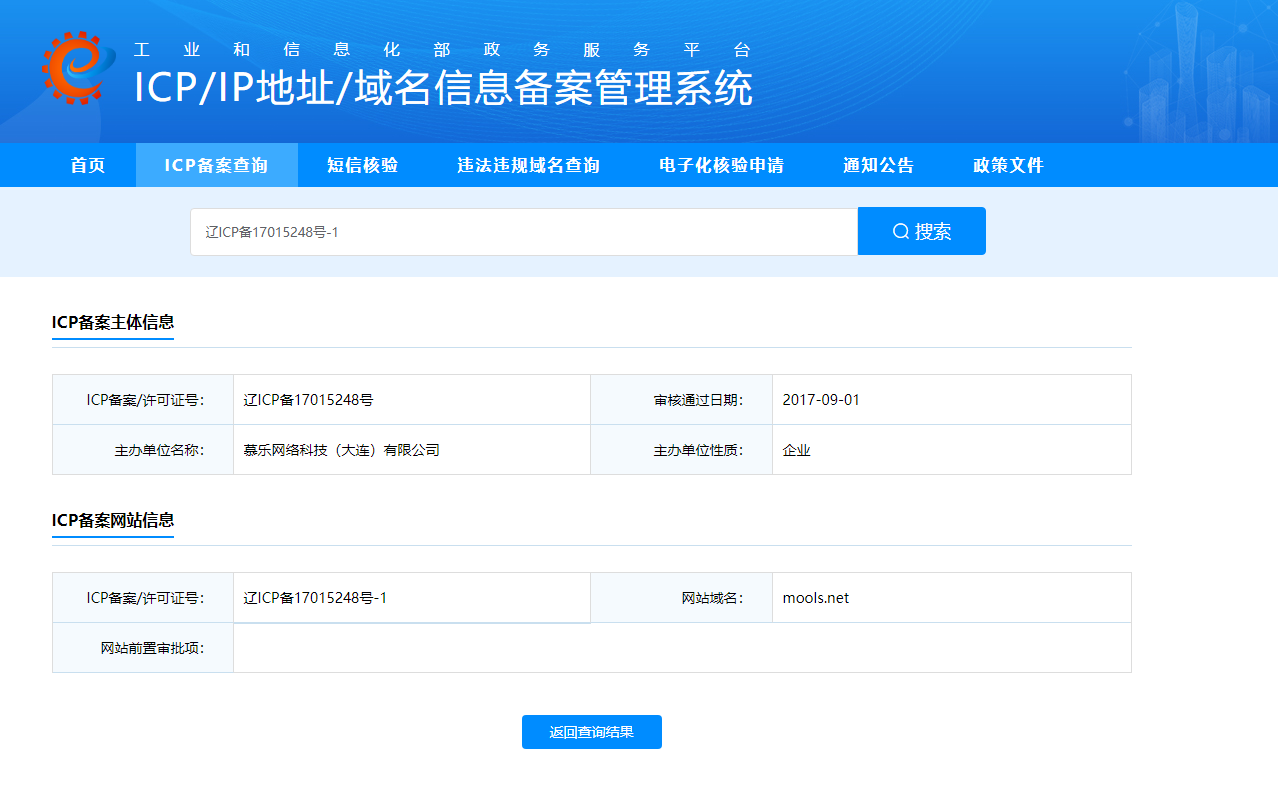 工业和信息化部政务服务平台
ICP/IP地址/域名信息备案管理系统
首页 ICP备案查询 短信核验 违法违规域名查询 电子化核验申请 通知公告 政策文件
辽ICP备17015248号-1 搜索
ICP备案主体信息
ICP备案/许可证号： 辽ICP备17015248号 审核通过日期： 2017-09-01
主办单位名称： 慕乐网络科技（大连）有限公司 主办单位性质： 企业
ICP备案网站信息
ICP备案/许可证号： 辽ICP备17015248号-1 网站域名： mools.net
网站前置审批项：
返回查询结果